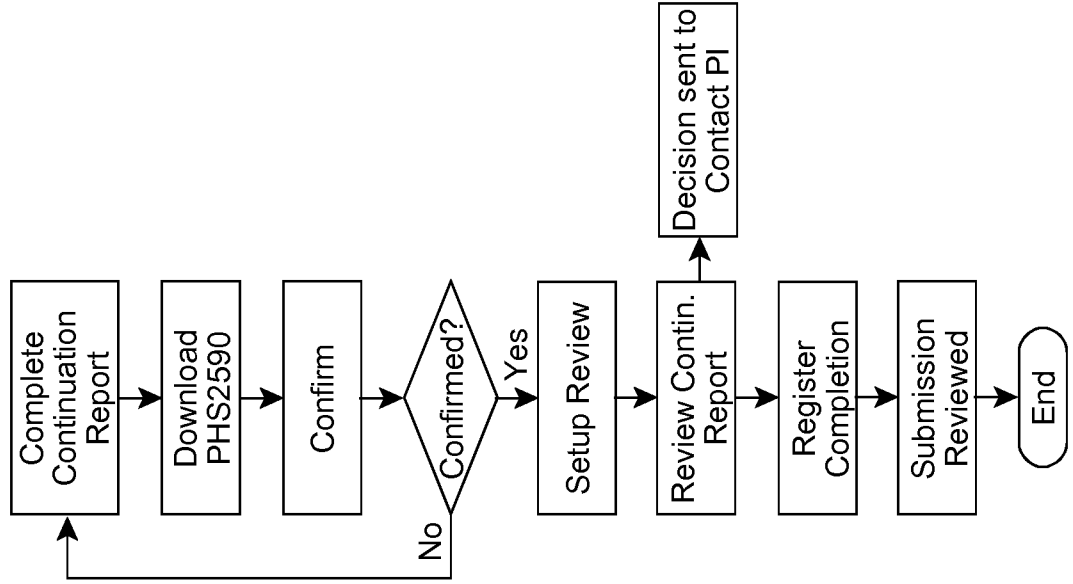 Complete
Continuation
Report
Download
PHS2590
Confirm
Confirmed?
No
Yes
Setup Review
Review Contin.
Report
Decision sent to
Contact PI
Register
Completion
Submission
Reviewed
End